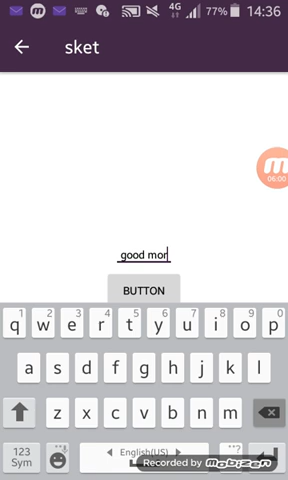 4G
77% 14:36
sket
06:00
good mor
BUTTON
1 2 3 4 5 6 7 8 9 0
q w e r t y u i o p
a s d f g h j k l
z x c v b n m
123
Sym
English(US)
Recorded by mobizen